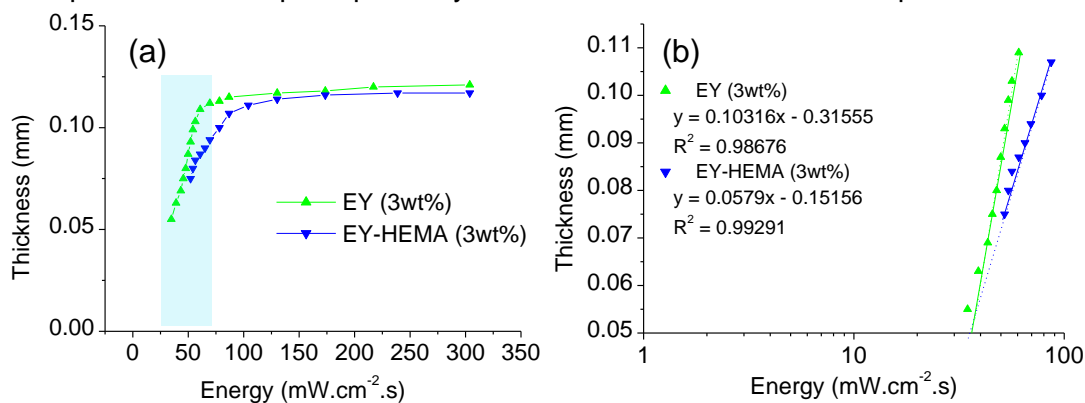 (a)
0.15
0.10
0.05
0.00
Thickness (mm)
EY (3wt%)
EY-HEMA (3wt%)
0 50 100 150 200 250 300 350
Energy (mW.cm⁻².s)
(b)
0.11
0.10
0.09
0.08
0.07
0.06
0.05
Thickness (mm)
EY (3wt%)
y = 0.10316x - 0.31555
R² = 0.98676
EY-HEMA (3wt%)
y = 0.0579x - 0.15156
R² = 0.99291
1 10 100
Energy (mW.cm⁻².s)